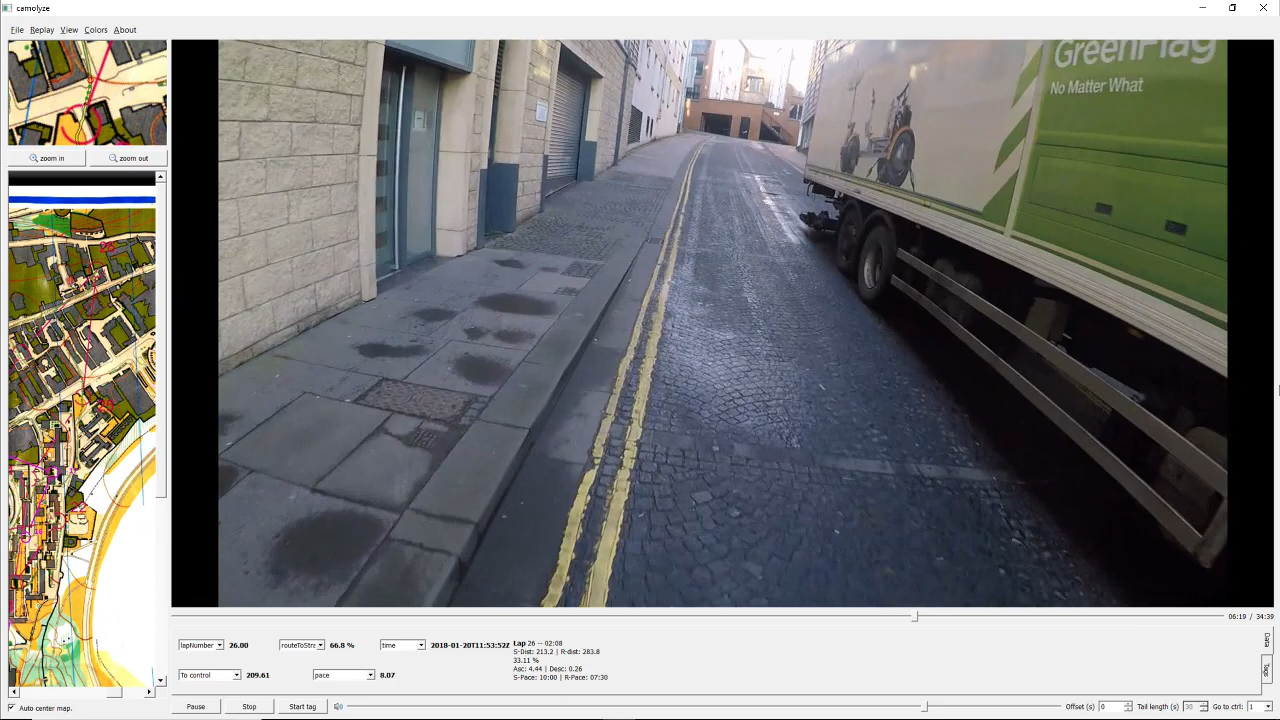 camolyze
File Replay View Colors About
zoom in zoom out
GreenFlag
No Matter What
26
06:19 / 34:39
lapNumber 26.00 routeToStra 66.8 % time 2018-01-20T11:53:52Z
To control 209.61 pace 8.07
Lap 26 -- 02:08
S-Dist: 213.2 | R-dist: 283.8
33.11 %
Asc: 4.44 | Desc: 0.26
S-Pace: 10:00 | R-Pace: 07:30
Data
Tags
Pause Stop Start tag Offset (s) 0 Tail length (s) 30 Go to ctrl: 1
Auto center map.